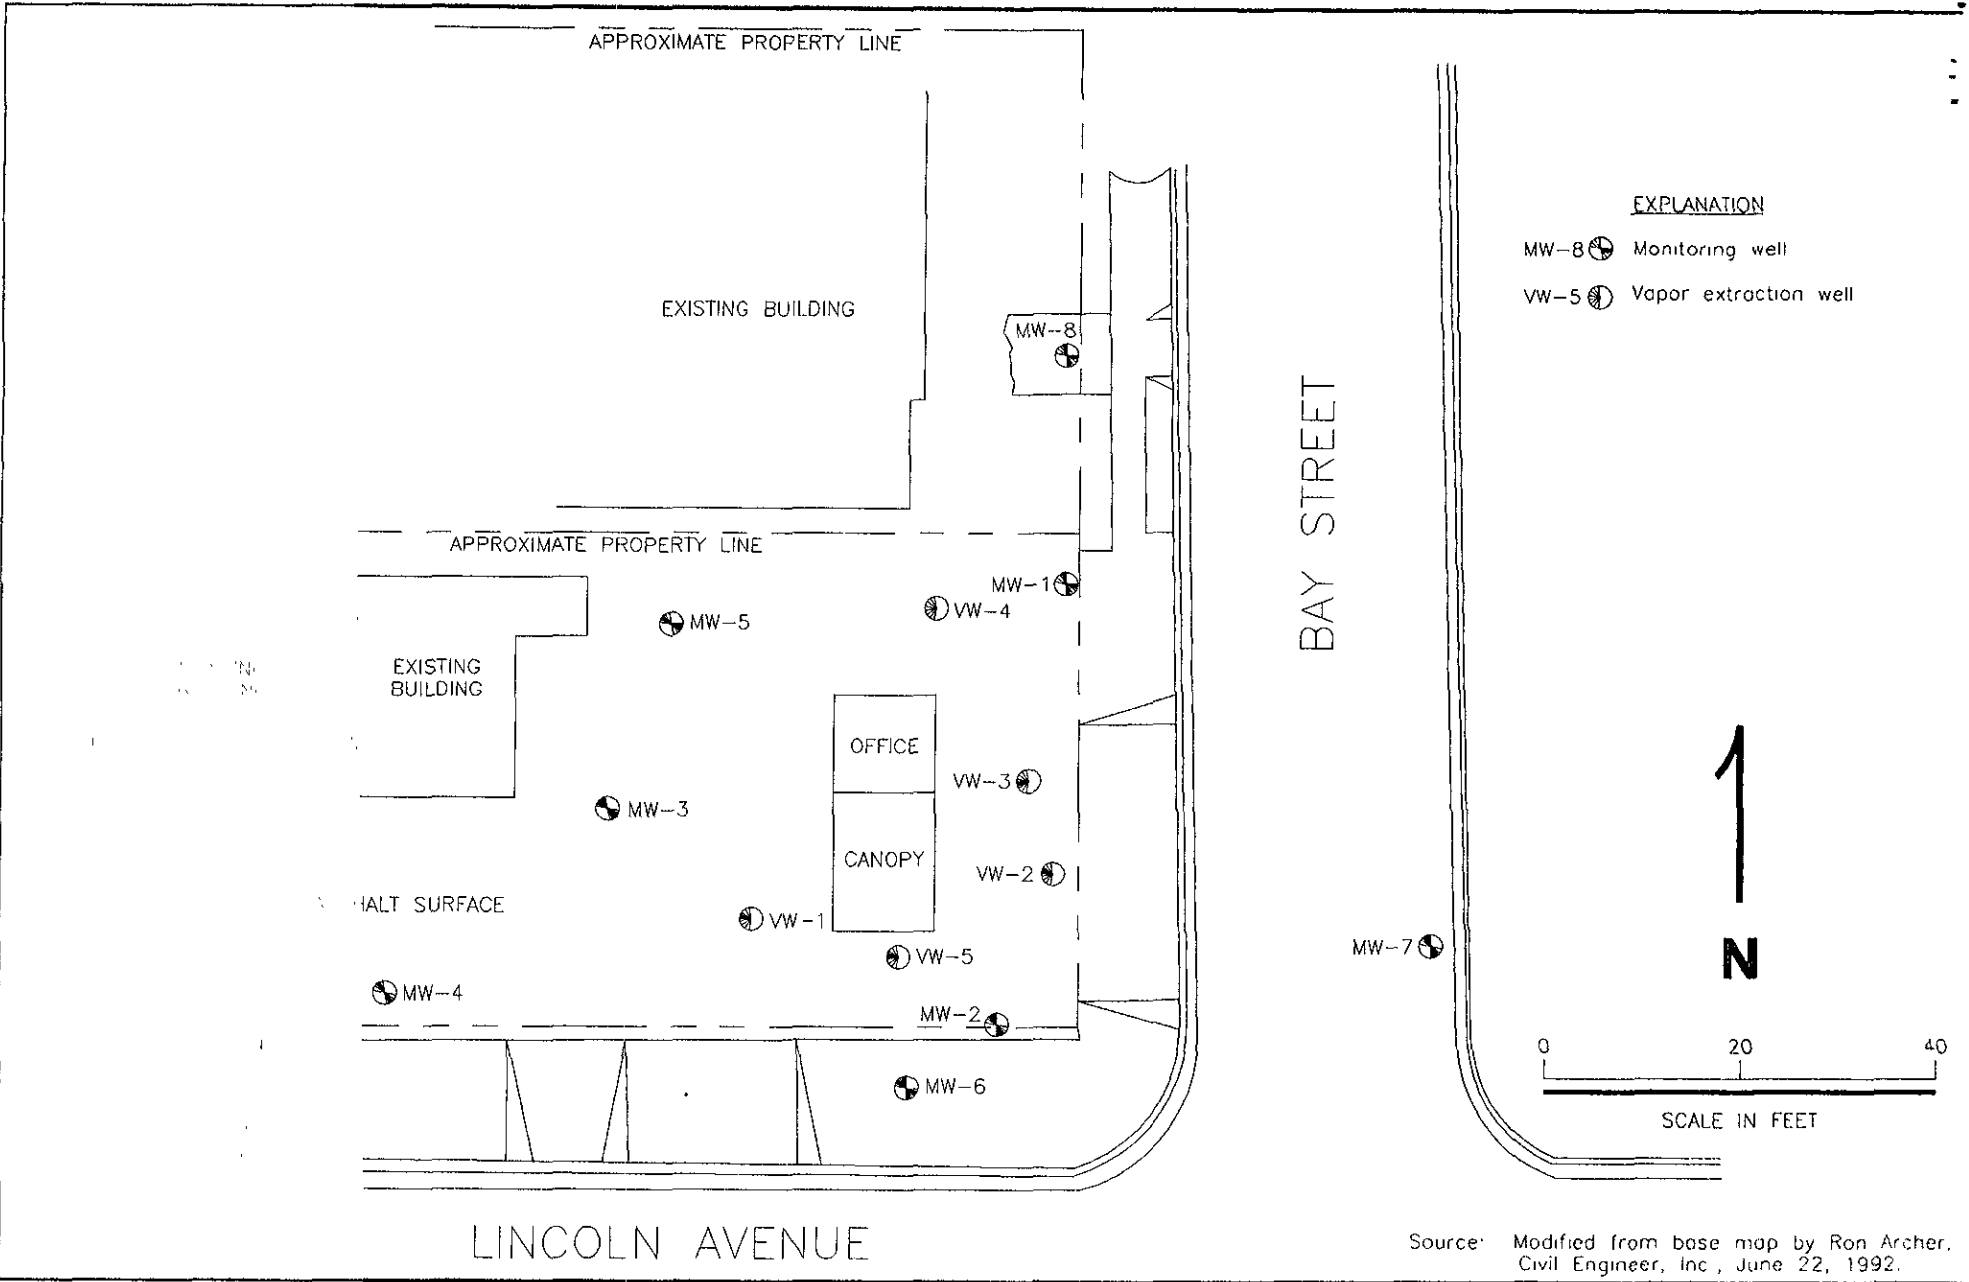 APPROXIMATE PROPERTY LINE
EXPLANATION
MW-8 Monitoring well
VW-5 Vapor extraction well
EXISTING BUILDING
MW--8
BAY STREET
APPROXIMATE PROPERTY LINE
MW-1
VW-4
MW-5
EXISTING
BUILDING
OFFICE
VW-3
MW-3
CANOPY
VW-2
HALT SURFACE
VW-1
MW-7
VW-5
N
MW-4
MW-2
0 20 40
MW-6
SCALE IN FEET
LINCOLN AVENUE
Source: Modified from base map by Ron Archer,
Civil Engineer, Inc., June 22, 1992.